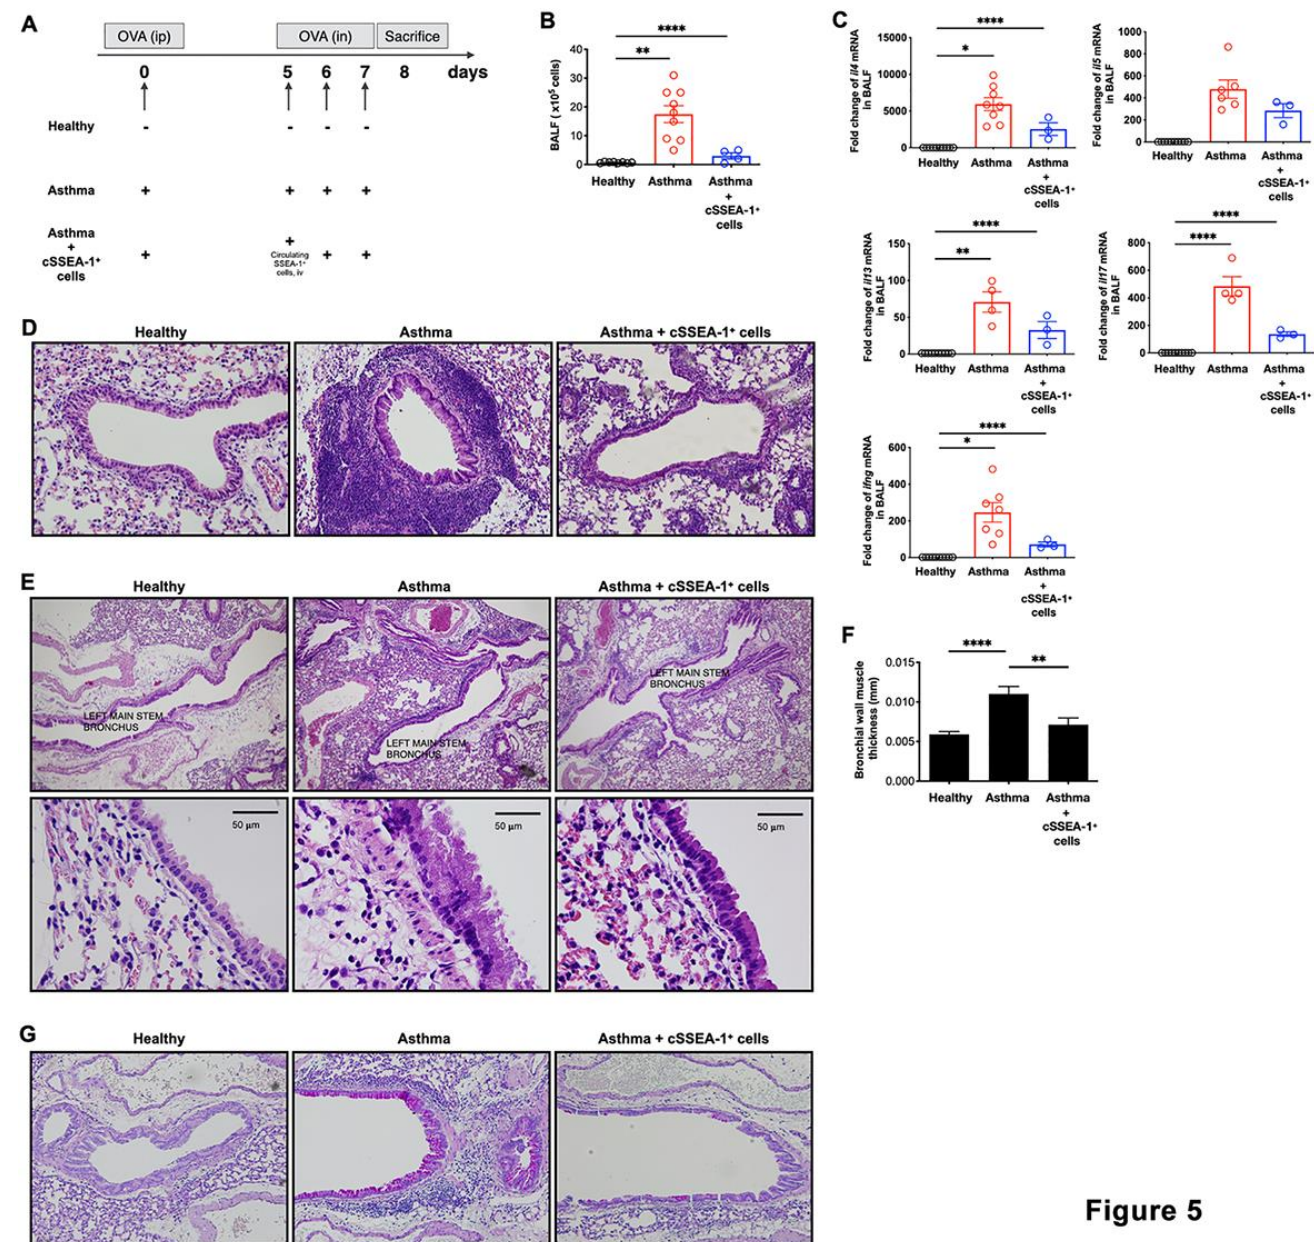 A
OVA (ip)
OVA (in)
Sacrifice
0
5
6
7
8
days
Healthy
-
-
-
-
Asthma
+
+
+
+
Asthma
+
cSSEA-1+
cells
+
+
Circulating
SSEA-1+
cells, iv
+
+
B
****
**
BALF ( x10⁵ cells)
40
30
20
10
0
Healthy
Asthma
Asthma
+
cSSEA-1+
cells
C
****
*
Fold change of il4 mRNA
in BALF
15000
10000
5000
0
Healthy
Asthma
Asthma
+
cSSEA-1+
cells
Fold change of il5 mRNA
in BALF
1000
800
600
400
200
0
Healthy
Asthma
Asthma
+
cSSEA-1+
cells
****
**
Fold change of il13 mRNA
in BALF
150
100
50
0
Healthy
Asthma
Asthma
+
cSSEA-1+
cells
****
****
Fold change of il17 mRNA
in BALF
800
600
400
200
0
Healthy
Asthma
Asthma
+
cSSEA-1+
cells
****
*
Fold change of ifng mRNA
in BALF
600
400
200
0
Healthy
Asthma
Asthma
+
cSSEA-1+
cells
D
Healthy
Asthma
Asthma + cSSEA-1+ cells
E
Healthy
Asthma
Asthma + cSSEA-1+ cells
LEFT MAIN STEM
BRONCHUS
LEFT MAIN STEM
BRONCHUS
LEFT MAIN STEM
BRONCHUS
50 µm
50 µm
50 µm
F
****
**
Bronchial wall muscle
thickness (mm)
0.015
0.010
0.005
0.000
Healthy
Asthma
Asthma
+
cSSEA-1+
cells
G
Healthy
Asthma
Asthma + cSSEA-1+ cells
Figure 5